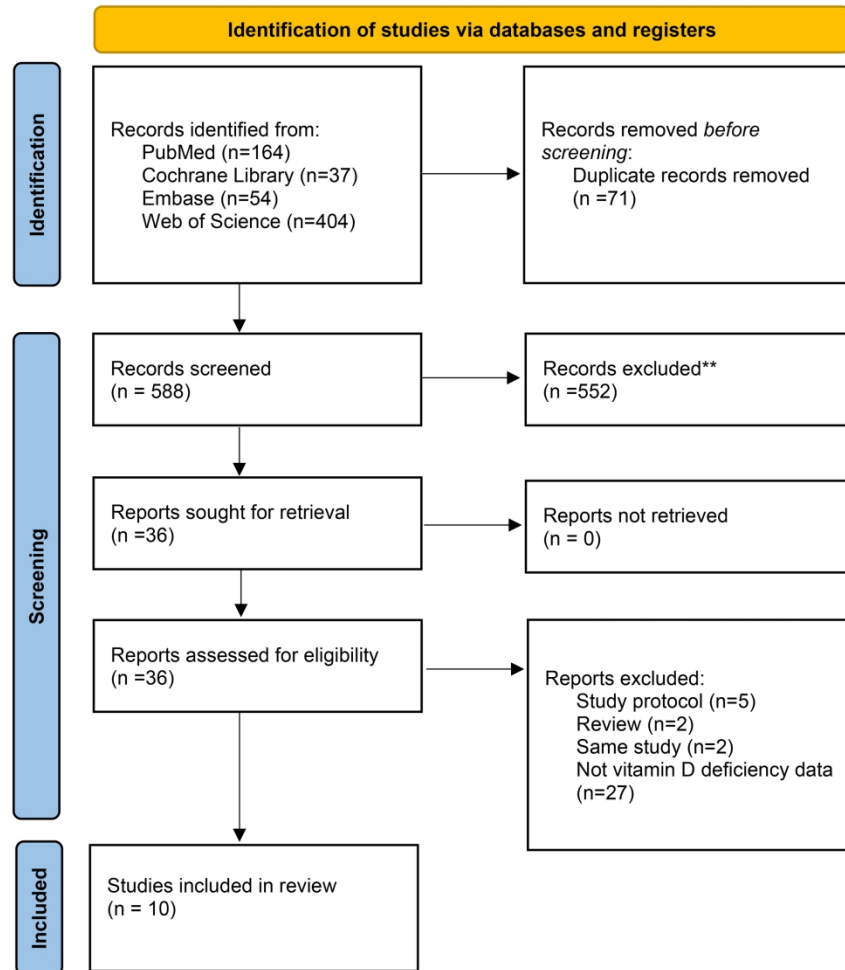 Identification of studies via databases and registers
Identification
Records identified from:
PubMed (n=164)
Cochrane Library (n=37)
Embase (n=54)
Web of Science (n=404)
Records removed before
screening:
Duplicate records removed
(n =71)
Screening
Records screened
(n = 588)
Records excluded**
(n =552)
Reports sought for retrieval
(n =36)
Reports not retrieved
(n = 0)
Reports assessed for eligibility
(n =36)
Reports excluded:
Study protocol (n=5)
Review (n=2)
Same study (n=2)
Not vitamin D deficiency data
(n=27)
Included
Studies included in review
(n = 10)